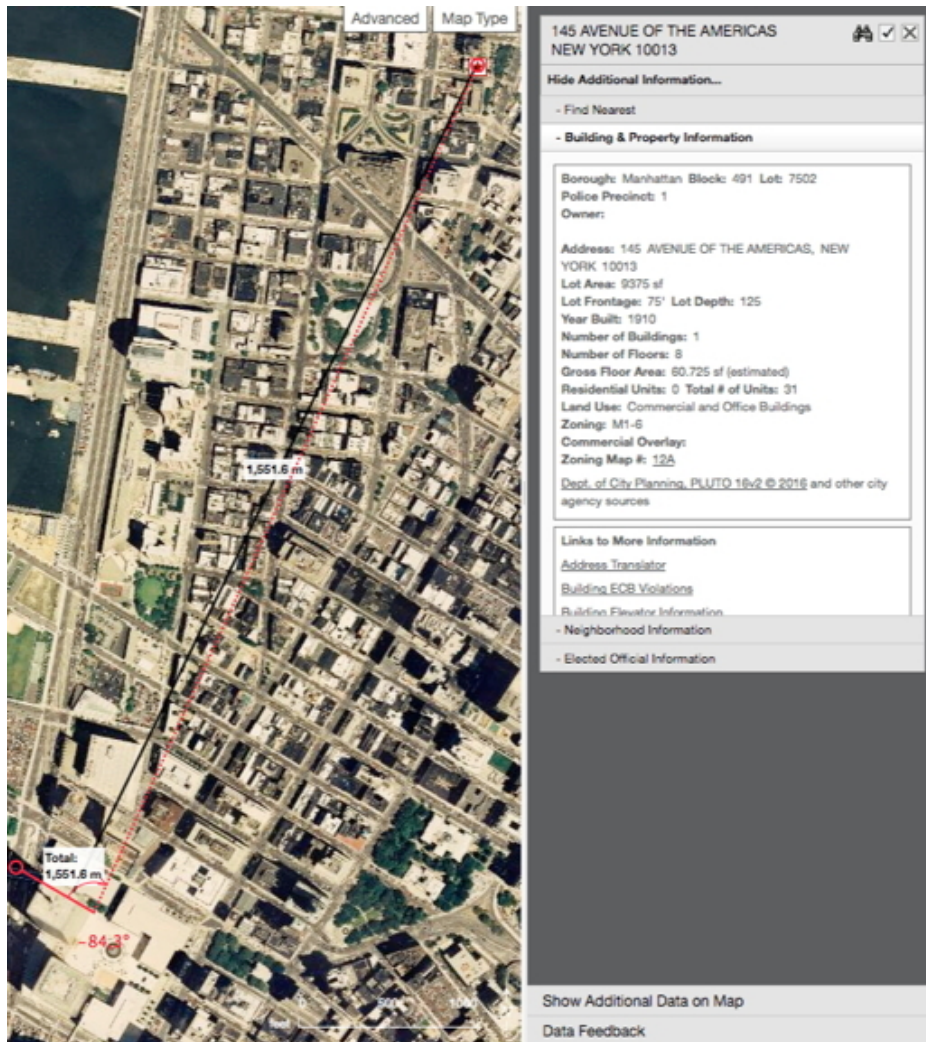 Advanced
Map Type
1,551.6 m
Total:
1,551.6 m
-84.3°
0 500 1000
feet
145 AVENUE OF THE AMERICAS
NEW YORK 10013
Hide Additional Information...
- Find Nearest
- Building & Property Information
Borough: Manhattan Block: 491 Lot: 7502
Police Precinct: 1
Owner:
Address: 145 AVENUE OF THE AMERICAS, NEW
YORK 10013
Lot Area: 9375 sf
Lot Frontage: 75' Lot Depth: 125
Year Built: 1910
Number of Buildings: 1
Number of Floors: 8
Gross Floor Area: 60.725 sf (estimated)
Residential Units: 0 Total # of Units: 31
Land Use: Commercial and Office Buildings
Zoning: M1-6
Commercial Overlay:
Zoning Map #: 12A
Dept. of City Planning, PLUTO 16v2 © 2016 and other city
agency sources
Links to More Information
Address Translator
Building ECB Violations
Building Elevator Information
- Neighborhood Information
- Elected Official Information
Show Additional Data on Map
Data Feedback